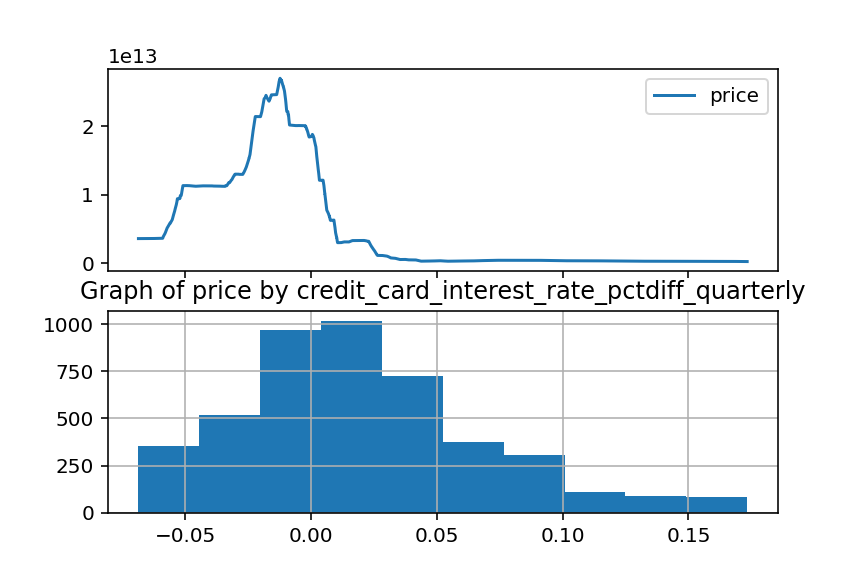 1e13
price
2
1
0
Graph of price by credit_card_interest_rate_pctdiff_quarterly
1000
750
500
250
0
−0.05 0.00 0.05 0.10 0.15